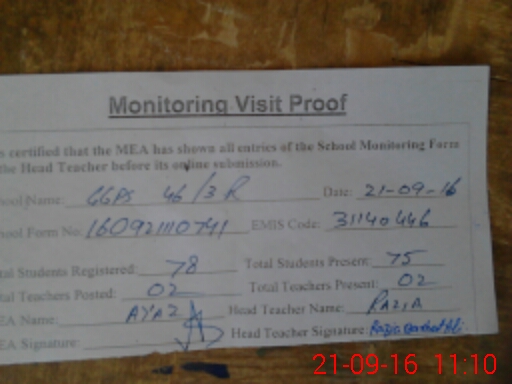 Monitoring Visit Proof
s certified that the MEA has shown all entries of the School Monitoring Form
the Head Teacher before its online submission.
hool Name: GGPS 46/3R Date: 21-09-16
hool Form No: 160921110741 EMIS Code: 31140446
tal Students Registered: 78 Total Students Present: 75
tal Teachers Posted: 02 Total Teachers Present: 02
EA Name: AYAZ Head Teacher Name: RAZIA
EA Signature: Head Teacher Signature: Razia
21-09-16 11:10